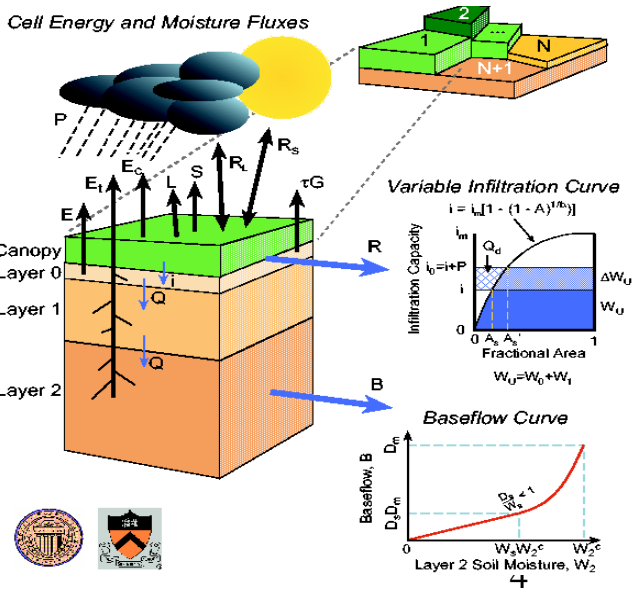 Cell Energy and Moisture Fluxes
2
1
...
N
N+1
P
R_L
R_S
E
E_t
E_c
L
S
τG
Canopy
Layer 0
Layer 1
Layer 2
i
Q
Q
R
B
Variable Infiltration Curve
i = i_m[1 - (1 - A)^1/b_i)]
Infiltration Capacity
i_m
i_0=i+P
i
0
Q_d
ΔW_U
W_U
0 A_s A_s' 1
Fractional Area
W_U=W_0+W_1
Baseflow Curve
Baseflow, B
D_m
D_sD_m
D_s/W_s < 1
0 W_sW_2^c W_2^c
Layer 2 Soil Moisture, W_2
4